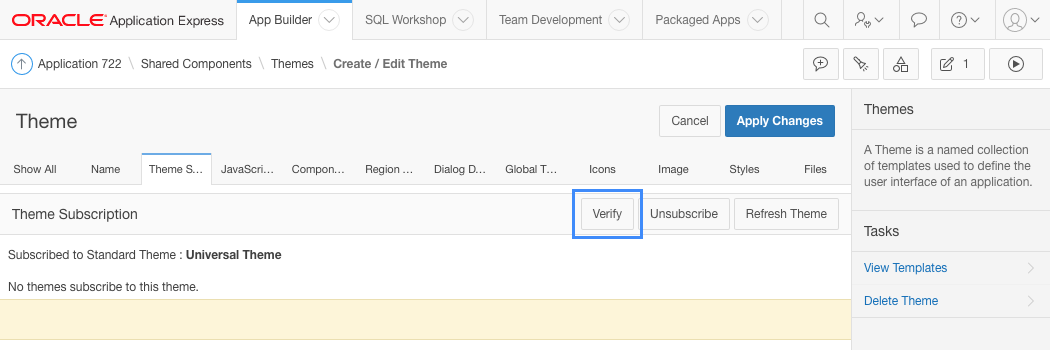 ORACLE Application Express App Builder SQL Workshop Team Development Packaged Apps
Application 722 \ Shared Components \ Themes \ Create / Edit Theme 1
Theme Cancel Apply Changes
Show All Name Theme S... JavaScri... Compon... Region ... Dialog D... Global T... Icons Image Styles Files
Theme Subscription Verify Unsubscribe Refresh Theme
Subscribed to Standard Theme : Universal Theme
No themes subscribe to this theme.
Themes
A Theme is a named collection
of templates used to define the
user interface of an application.
Tasks
View Templates
Delete Theme